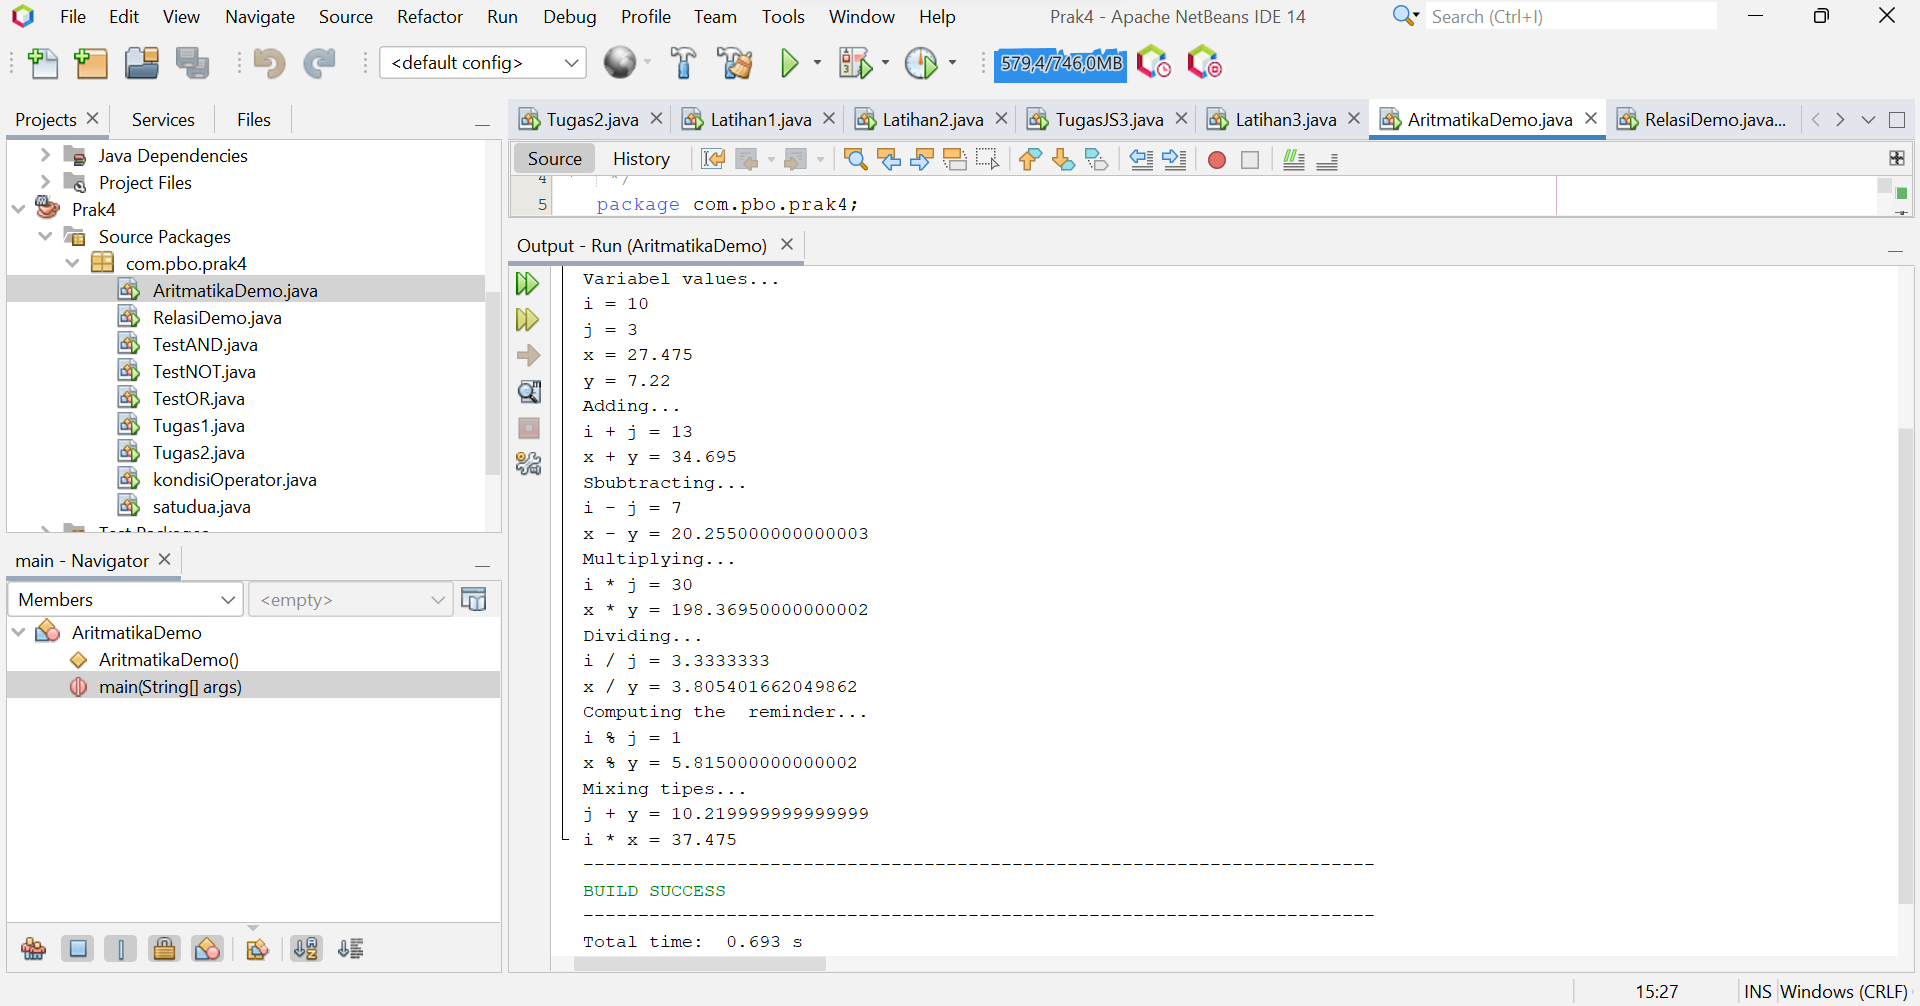 File Edit View Navigate Source Refactor Run Debug Profile Team Tools Window Help Prak4 - Apache NetBeans IDE 14 Search (Ctrl+I)
<default config> 579,4/746,0MB
Projects Services Files
Tugas2.java Latihan1.java Latihan2.java TugasJS3.java Latihan3.java AritmatikaDemo.java RelasiDemo.java...
Source History
4 */
5 package com.pbo.prak4;
Java Dependencies
Project Files
Prak4
Source Packages
com.pbo.prak4
AritmatikaDemo.java
RelasiDemo.java
TestAND.java
TestNOT.java
TestOR.java
Tugas1.java
Tugas2.java
kondisiOperator.java
satudua.java
Test Packages
main - Navigator
Members <empty>
AritmatikaDemo
AritmatikaDemo()
main(String[] args)
Output - Run (AritmatikaDemo)
Variabel values...
i = 10
j = 3
x = 27.475
y = 7.22
Adding...
i + j = 13
x + y = 34.695
Sbubtracting...
i - j = 7
x - y = 20.255000000000003
Multiplying...
i * j = 30
x * y = 198.36950000000002
Dividing...
i / j = 3.3333333
x / y = 3.805401662049862
Computing the  reminder...
i % j = 1
x % y = 5.815000000000002
Mixing tipes...
j + y = 10.219999999999999
i * x = 37.475
------------------------------------------------------------------------
BUILD SUCCESS
------------------------------------------------------------------------
Total time:  0.693 s
15:27 INS Windows (CRLF)